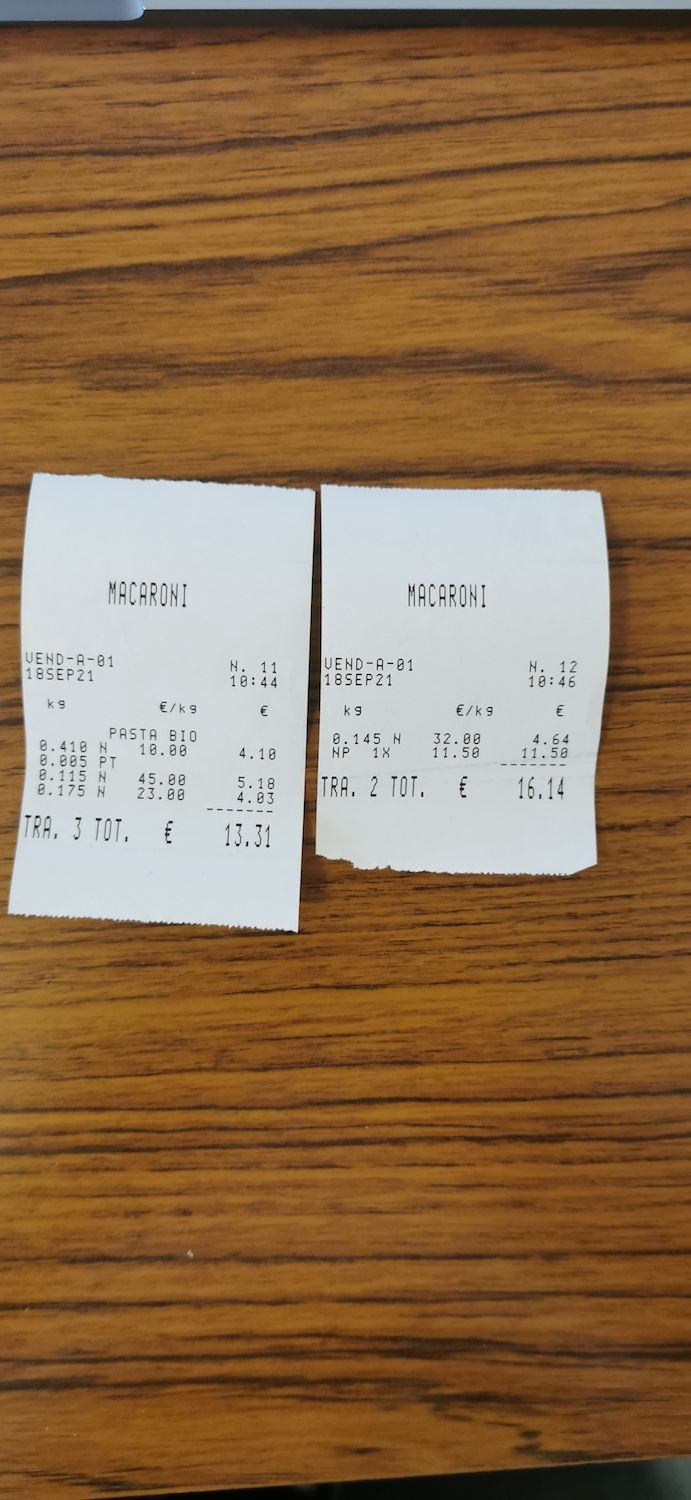 MACARONI
VEND-A-01 N. 11
18SEP21 10:44
kg €/kg €
PASTA BIO
0.410 N 10.00 4.10
0.005 PT
0.115 N 45.00 5.18
0.175 N 23.00 4.03
-------
TRA. 3 TOT. € 13.31
MACARONI
VEND-A-01 N. 12
18SEP21 10:46
kg €/kg €
0.145 N 32.00 4.64
NP 1X 11.50 11.50
-------
TRA. 2 TOT. € 16.14